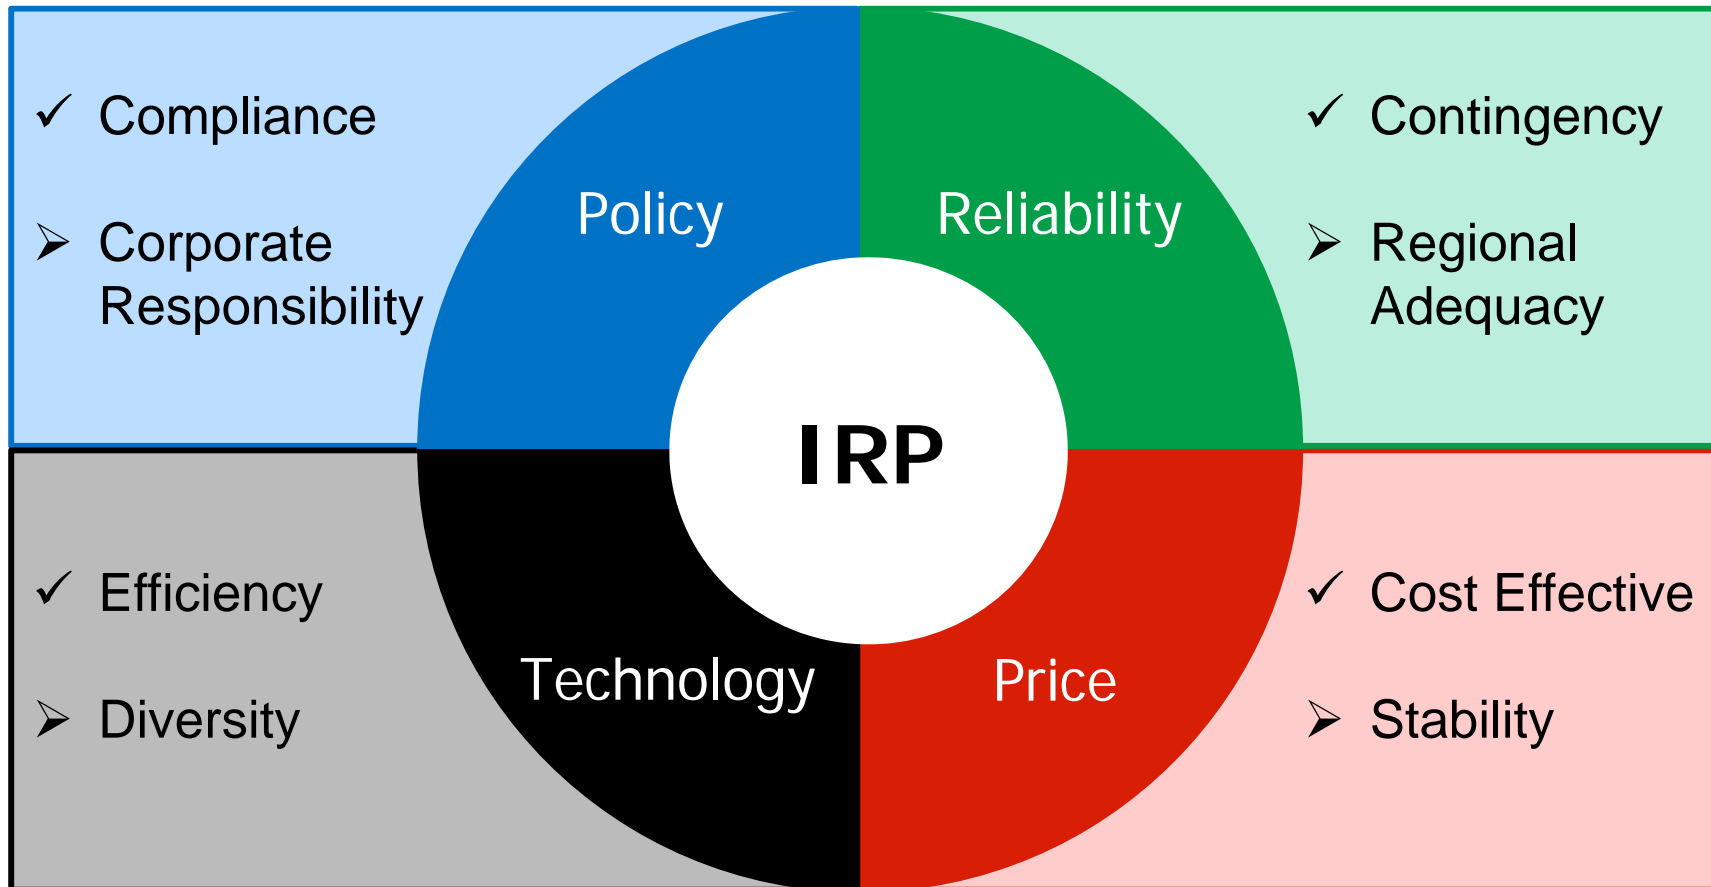 ✓ Compliance
➢ Corporate
Responsibility
Policy
Reliability
✓ Contingency
➢ Regional
Adequacy
IRP
✓ Efficiency
➢ Diversity
Technology
Price
✓ Cost Effective
➢ Stability